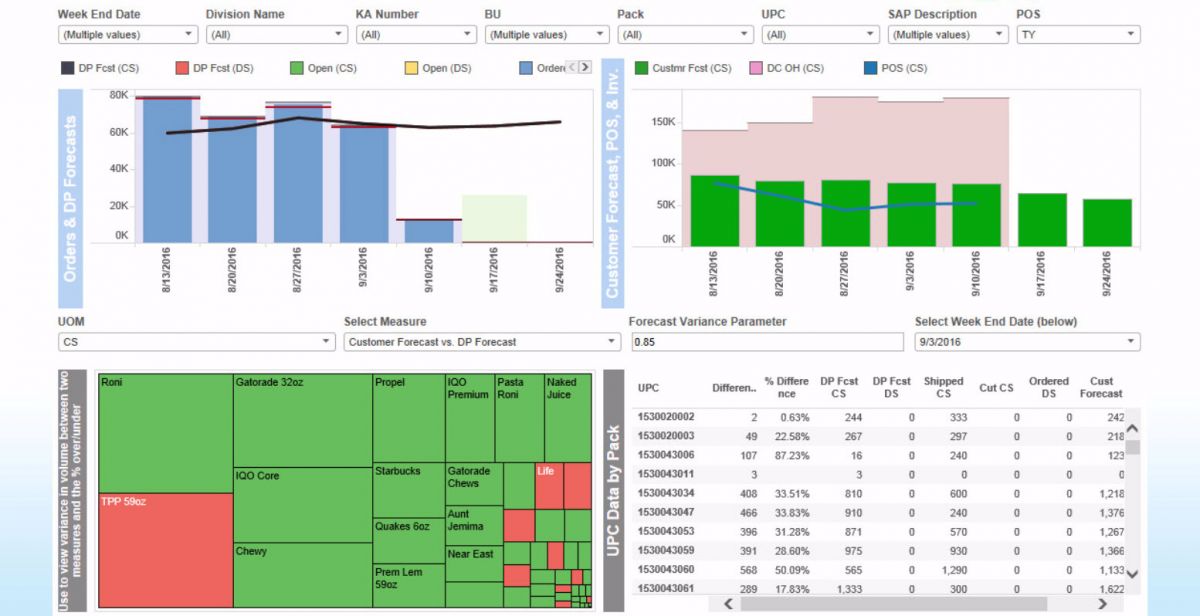 Week End Date Division Name KA Number BU Pack UPC SAP Description POS
(Multiple values) (All) (All) (Multiple values) (All) (All) (Multiple values) TY
DP Fcst (CS) DP Fcst (DS) Open (CS) Open (DS) Ordere
Custmr Fcst (CS) DC OH (CS) POS (CS)
Orders & DP Forecasts
80K
60K
40K
20K
0K
8/13/2016
8/20/2016
8/27/2016
9/3/2016
9/10/2016
9/17/2016
9/24/2016
Customer Forecast, POS, & Inv.
150K
100K
50K
0K
8/13/2016
8/20/2016
8/27/2016
9/3/2016
9/10/2016
9/17/2016
9/24/2016
UOM Select Measure Forecast Variance Parameter Select Week End Date (below)
CS Customer Forecast vs. DP Forecast 0.85 9/3/2016
Use to view variance in volume between two
measures and the % over/under
Roni
TPP 59oz
Gatorade 32oz
IQO Core
Chewy
Propel
Starbucks
Quakes 6oz
Prem Lem
59oz
IQO
Premium
Pasta
Roni
Naked
Juice
Gatorade
Chews
Life
Aunt
Jemima
Near East
UPC Data by Pack
UPC Differen.. % Differe
nce DP Fcst
CS DP Fcst
DS Shipped
CS Cut CS Ordered
DS Cust
Forecast
1530020002 2 0.63% 244 0 333 0 0 242
1530020003 49 22.58% 267 0 297 0 0 218
1530043006 107 87.23% 16 0 240 0 0 123
1530043011 3 3 0 0 0 0 0
1530043034 408 33.51% 810 0 600 0 0 1,218
1530043047 466 33.83% 910 0 240 0 0 1,376
1530043053 396 31.28% 871 0 570 0 0 1,267
1530043059 391 28.60% 975 0 930 0 0 1,366
1530043060 568 50.09% 565 0 1,290 0 0 1,133
1530043061 289 17.83% 1,333 0 300 0 0 1,622